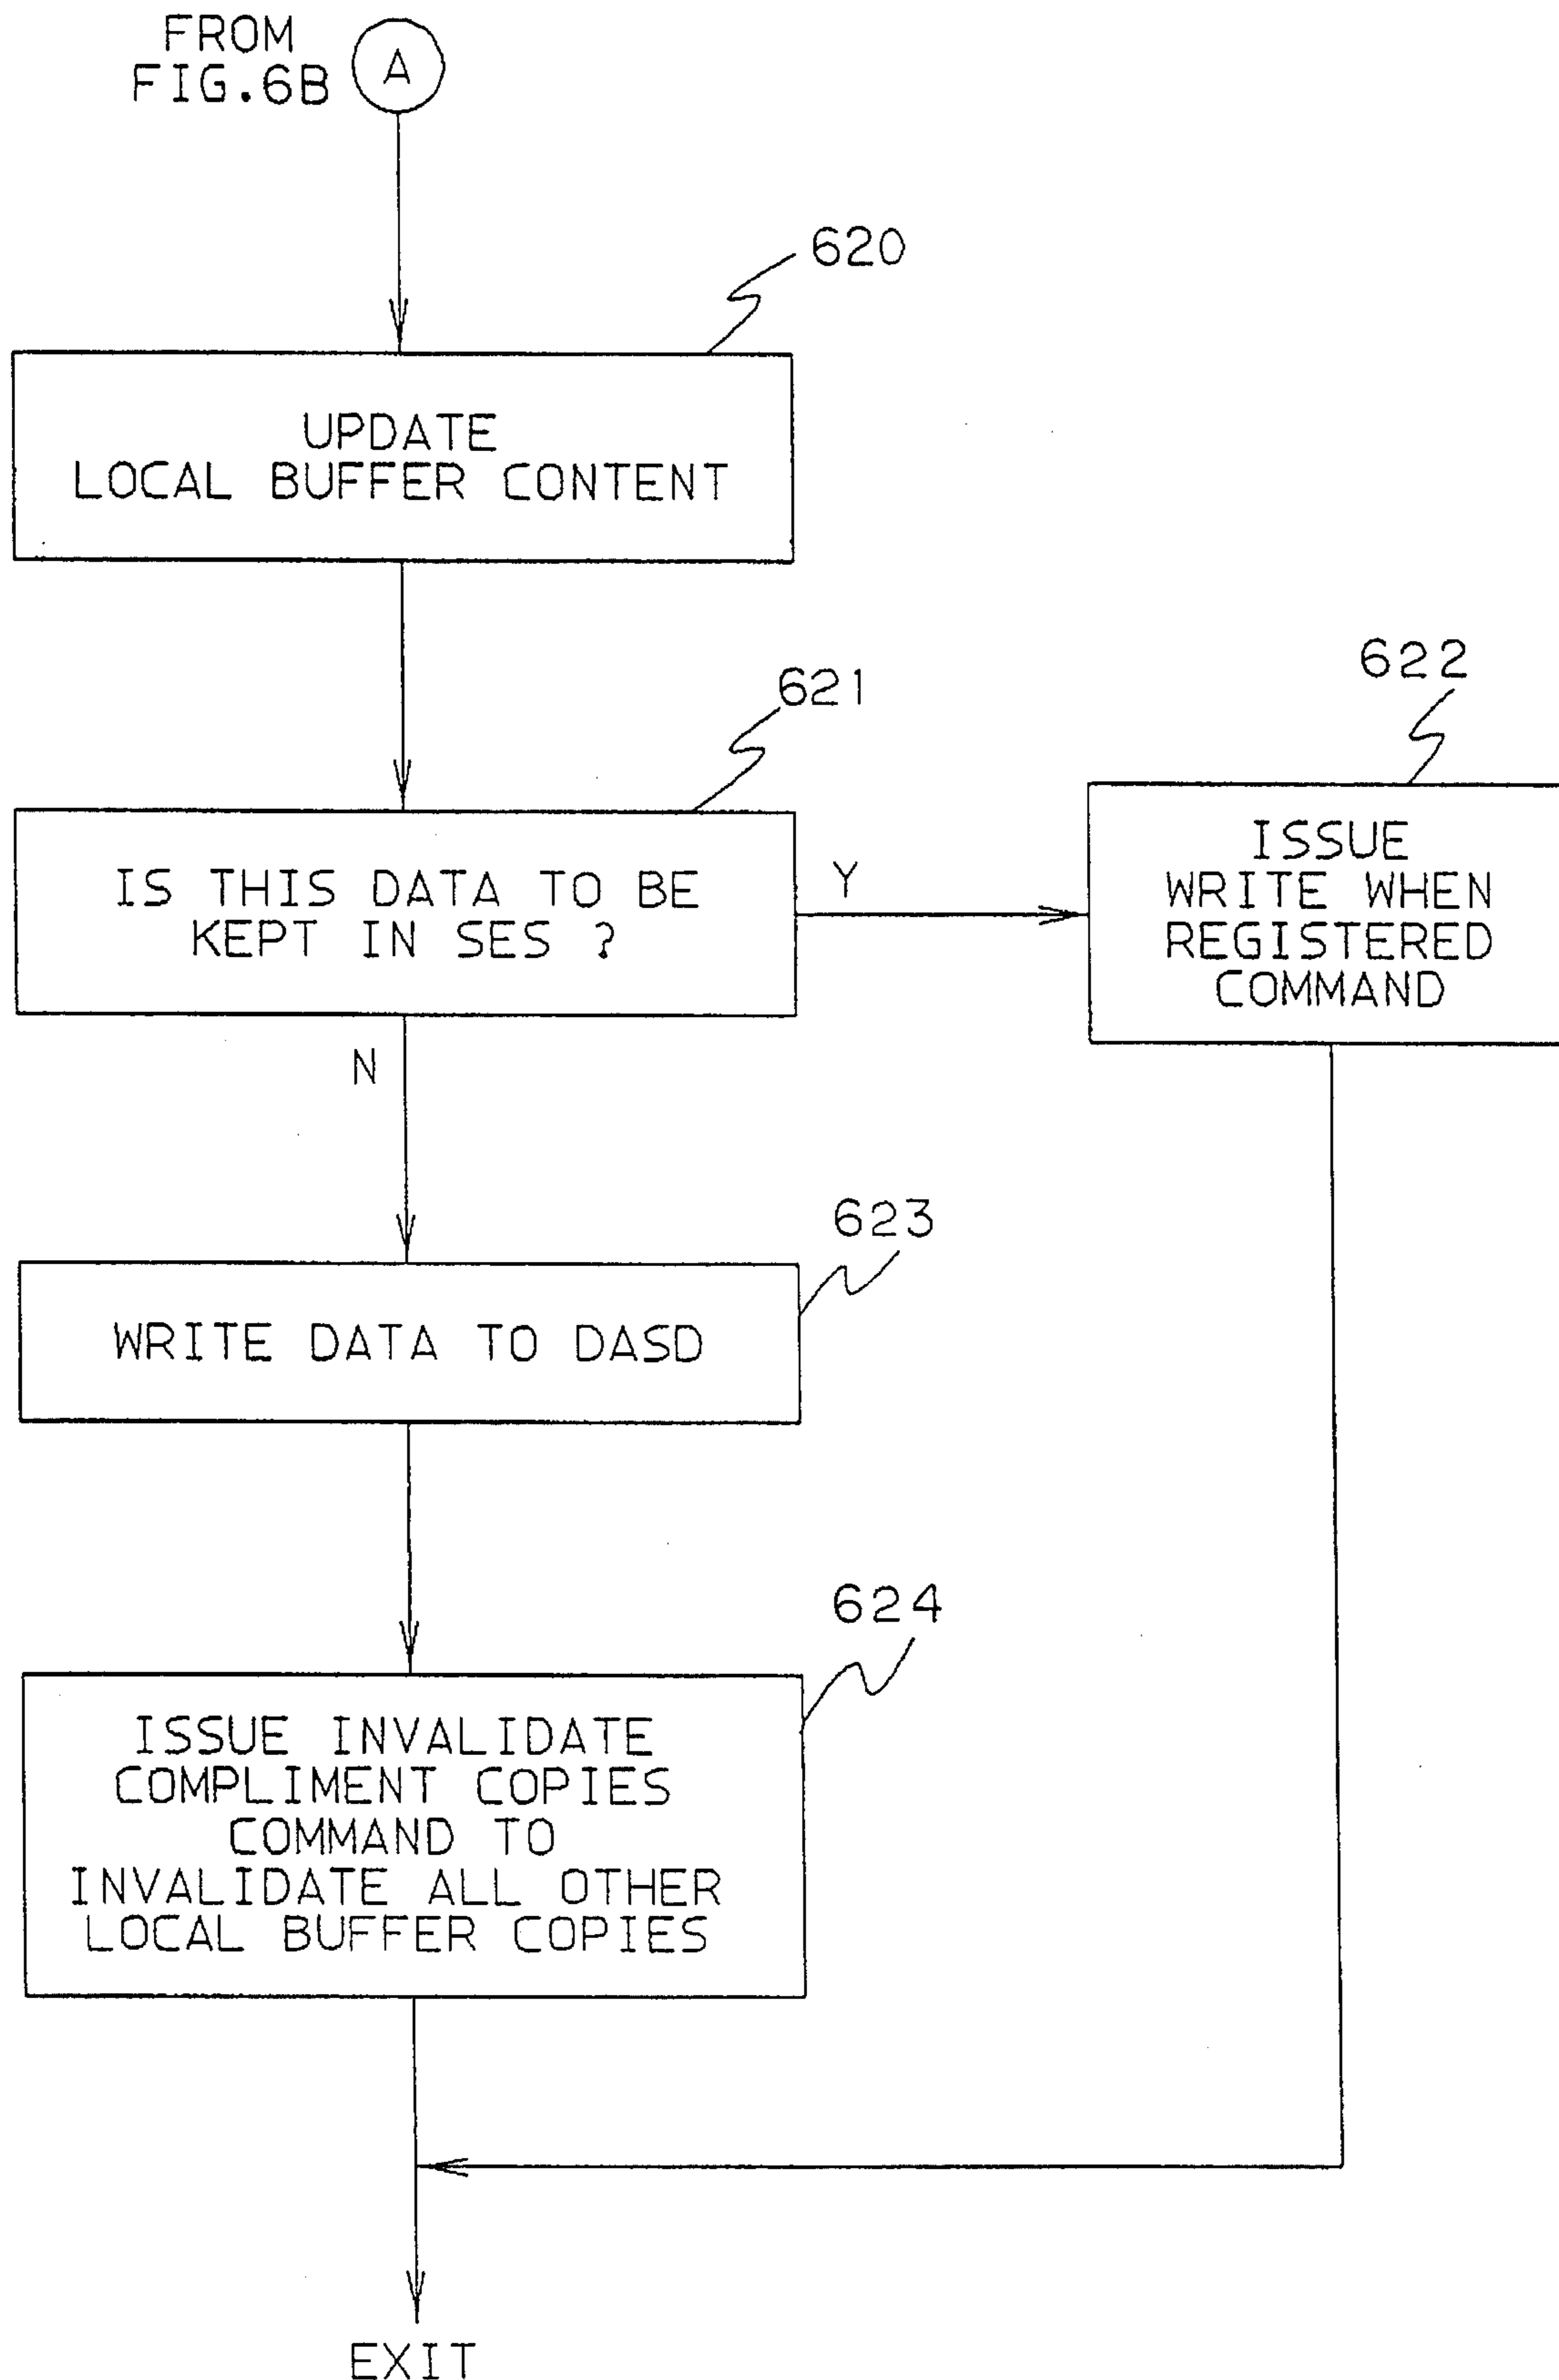 FROM
FIG.6B
A
620
UPDATE
LOCAL BUFFER CONTENT
621
IS THIS DATA TO BE
KEPT IN SES ?
Y
622
ISSUE
WRITE WHEN
REGISTERED
COMMAND
N
623
WRITE DATA TO DASD
624
ISSUE INVALIDATE
COMPLIMENT COPIES
COMMAND TO
INVALIDATE ALL OTHER
LOCAL BUFFER COPIES
EXIT